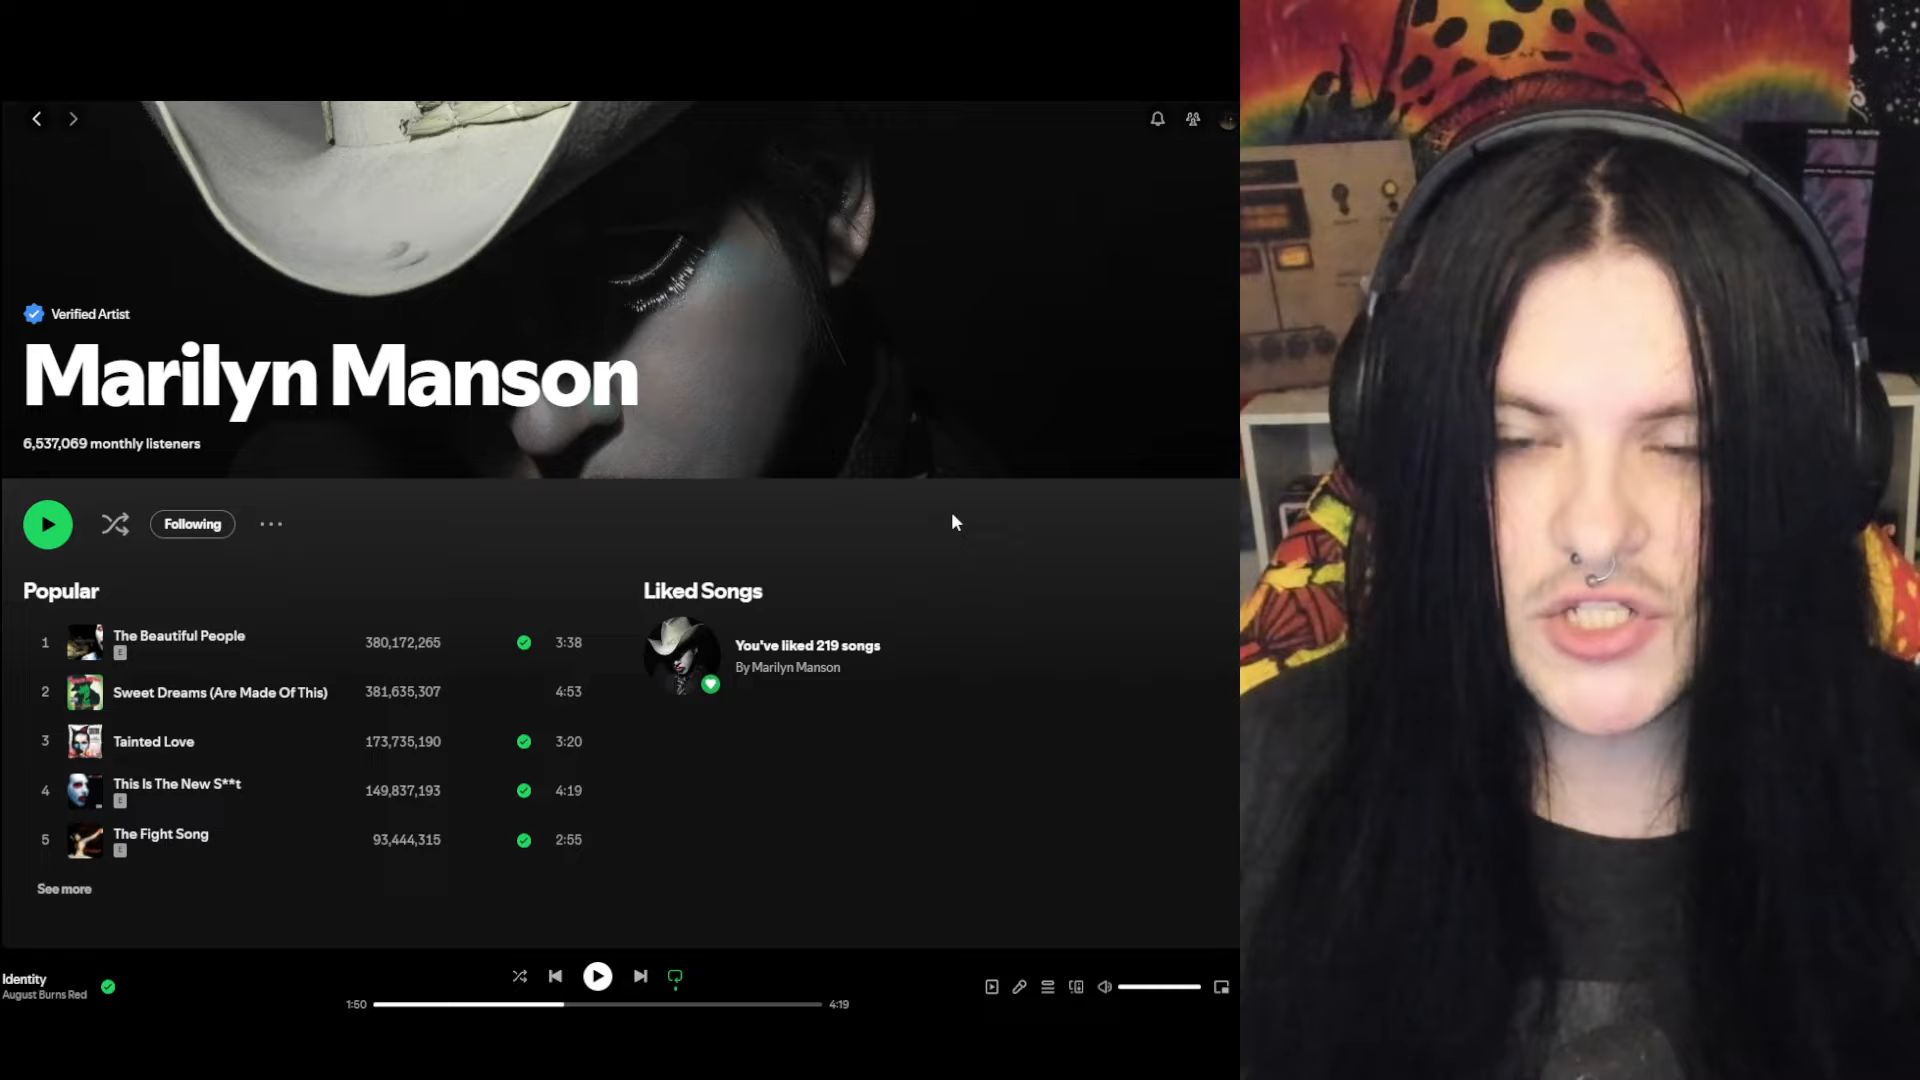 Verified Artist
Marilyn Manson
6,537,069 monthly listeners
Following
Popular
1 The Beautiful People 380,172,265 3:38
E
2 Sweet Dreams (Are Made Of This) 381,635,307 4:53
3 Tainted Love 173,735,190 3:20
4 This Is The New S**t 149,837,193 4:19
E
5 The Fight Song 93,444,315 2:55
E
See more
Liked Songs
You've liked 219 songs
By Marilyn Manson
nine inch nails
Identity
August Burns Red
1:50
4:19